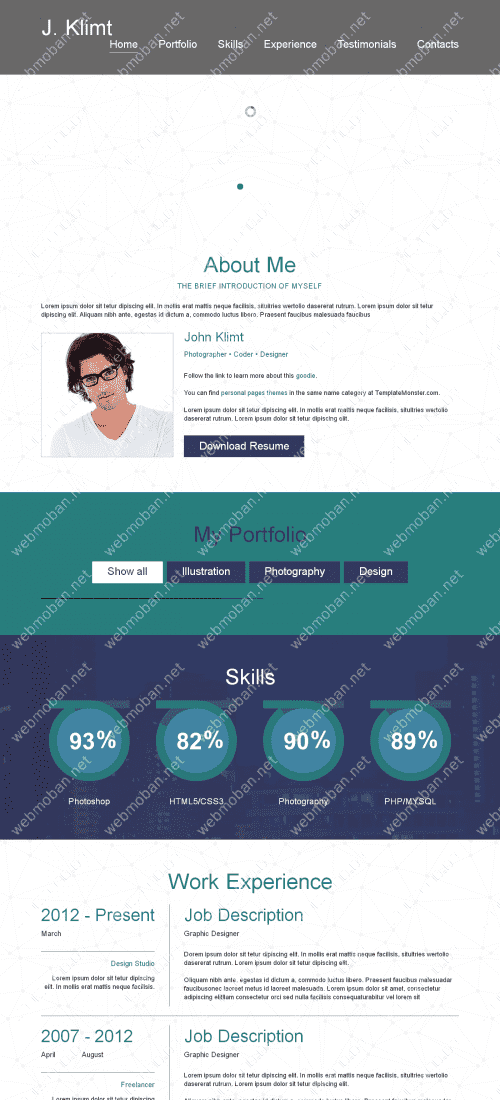 J. Klimt
Home Portfolio Skills Experience Testimonials Contacts
About Me
THE BRIEF INTRODUCTION OF MYSELF
Lorem ipsum dolor sit tetur dipiscing elit. In mollis erat mattis neque facilisis, situltries wertolio dasererat rutrum. Lorem ipsum dolor sit tetur
dipiscing elit. Aliquam nibh ante, egestas id dictum a, commodo luctus libero. Praesent faucibus malesuada faucibus
John Klimt
Photographer • Coder • Designer
Follow the link to learn more about this goodie.
You can find personal pages themes in the same name category at TemplateMonster.com.
Lorem ipsum dolor sit tetur dipiscing elit. In mollis erat mattis neque facilisis, situltries wertolio
dasererat rutrum. Lorem ipsum dolor sit tetur dipiscing elit.
Download Resume
My Portfolio
Show all Illustration Photography Design
Skills
93% 82% 90% 89%
Photoshop HTML5/CSS3 Photography PHP/MYSQL
Work Experience
2012 - Present
March
Design Studio
Lorem ipsum dolor sit tetur dipiscing
elit. In mollis erat mattis neque facilisis.
Job Description
Graphic Designer
Dorem ipsum dolor sit tetur dipiscing elit. In mollis erat mattis neque facilisis, situltries wertolio
dasererat rutrum. Lorem ipsum dolor sit tetur dipiscing elit.
Oliquam nibh ante, egestas id dictum a, commodo luctus libero. Praesent faucibus malesuadar
faucibusonec laoreet metus id laoreet malesuada. Lorem ipsum dolor sit amet, consectetur
adipiscing elitllam consectetur orci sed nulla facilisis consequaturabitur vel lorem sit
2007 - 2012
April August
Freelancer
Lorem ipsum dolor sit tetur dipiscing
Job Description
Graphic Designer
Lorem ipsum dolor sit tetur dipiscing elit. In mollis erat mattis neque facilisis, situltries wertolio
dasererat rutrum. Lorem ipsum dolor sit tetur dipiscing elit.
webmoban.net